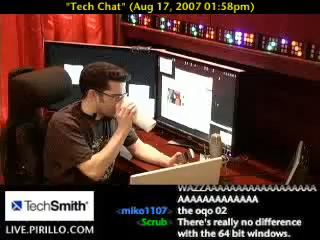 "Tech Chat" (Aug 17, 2007 01:58pm)
WAZZAAAAAAAAAAAAAAAAAAA
AAAAAAAAAAAAA
<miko1107> the oqo 02
<Scrub> There's really no difference
with the 64 bit windows.
TechSmith
LIVE.PIRILLO.COM